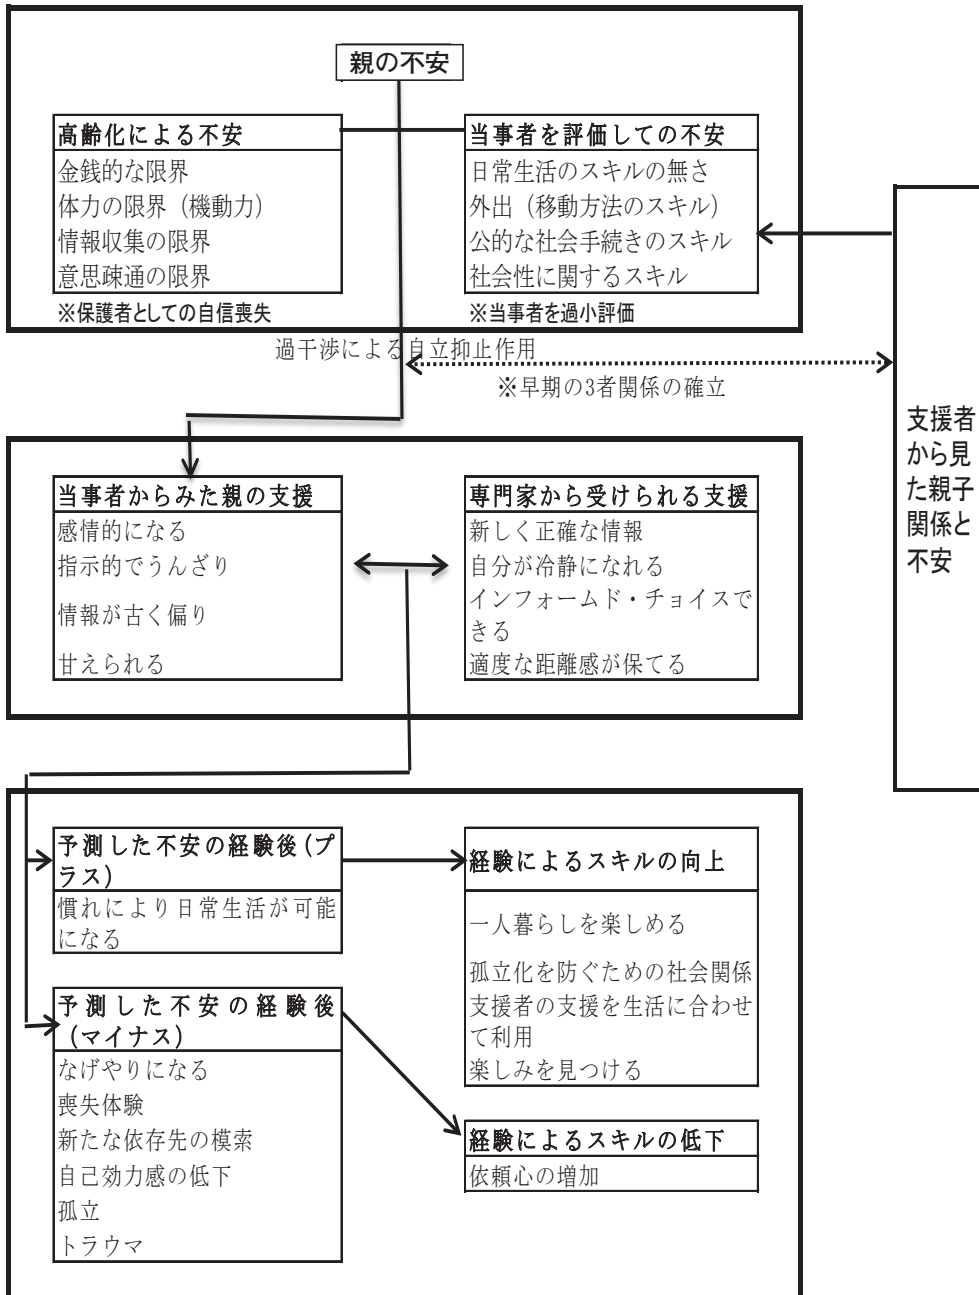 親の不安
高齢化による不安
金銭的な限界
体力の限界（機動力）
情報収集の限界
意思疎通の限界
※保護者としての自信喪失
当事者を評価しての不安
日常生活のスキルの無さ
外出（移動方法のスキル）
公的な社会手続きのスキル
社会性に関するスキル
※当事者を過小評価
過干渉による自立抑止作用
※早期の3者関係の確立
支援者
から見
た親子
関係と
不安
当事者からみた親の支援
感情的になる
指示的でうんざり
情報が古く偏り
甘えられる
専門家から受けられる支援
新しく正確な情報
自分が冷静になれる
インフォームド・チョイスで
きる
適度な距離感が保てる
予測した不安の経験後(プ
ラス)
慣れにより日常生活が可能
になる
経験によるスキルの向上
一人暮らしを楽しめる
孤立化を防ぐための社会関係
支援者の支援を生活に合わせ
て利用
楽しみを見つける
予測した不安の経験後
（マイナス）
なげやりになる
喪失体験
新たな依存先の模索
自己効力感の低下
孤立
トラウマ
経験によるスキルの低下
依頼心の増加